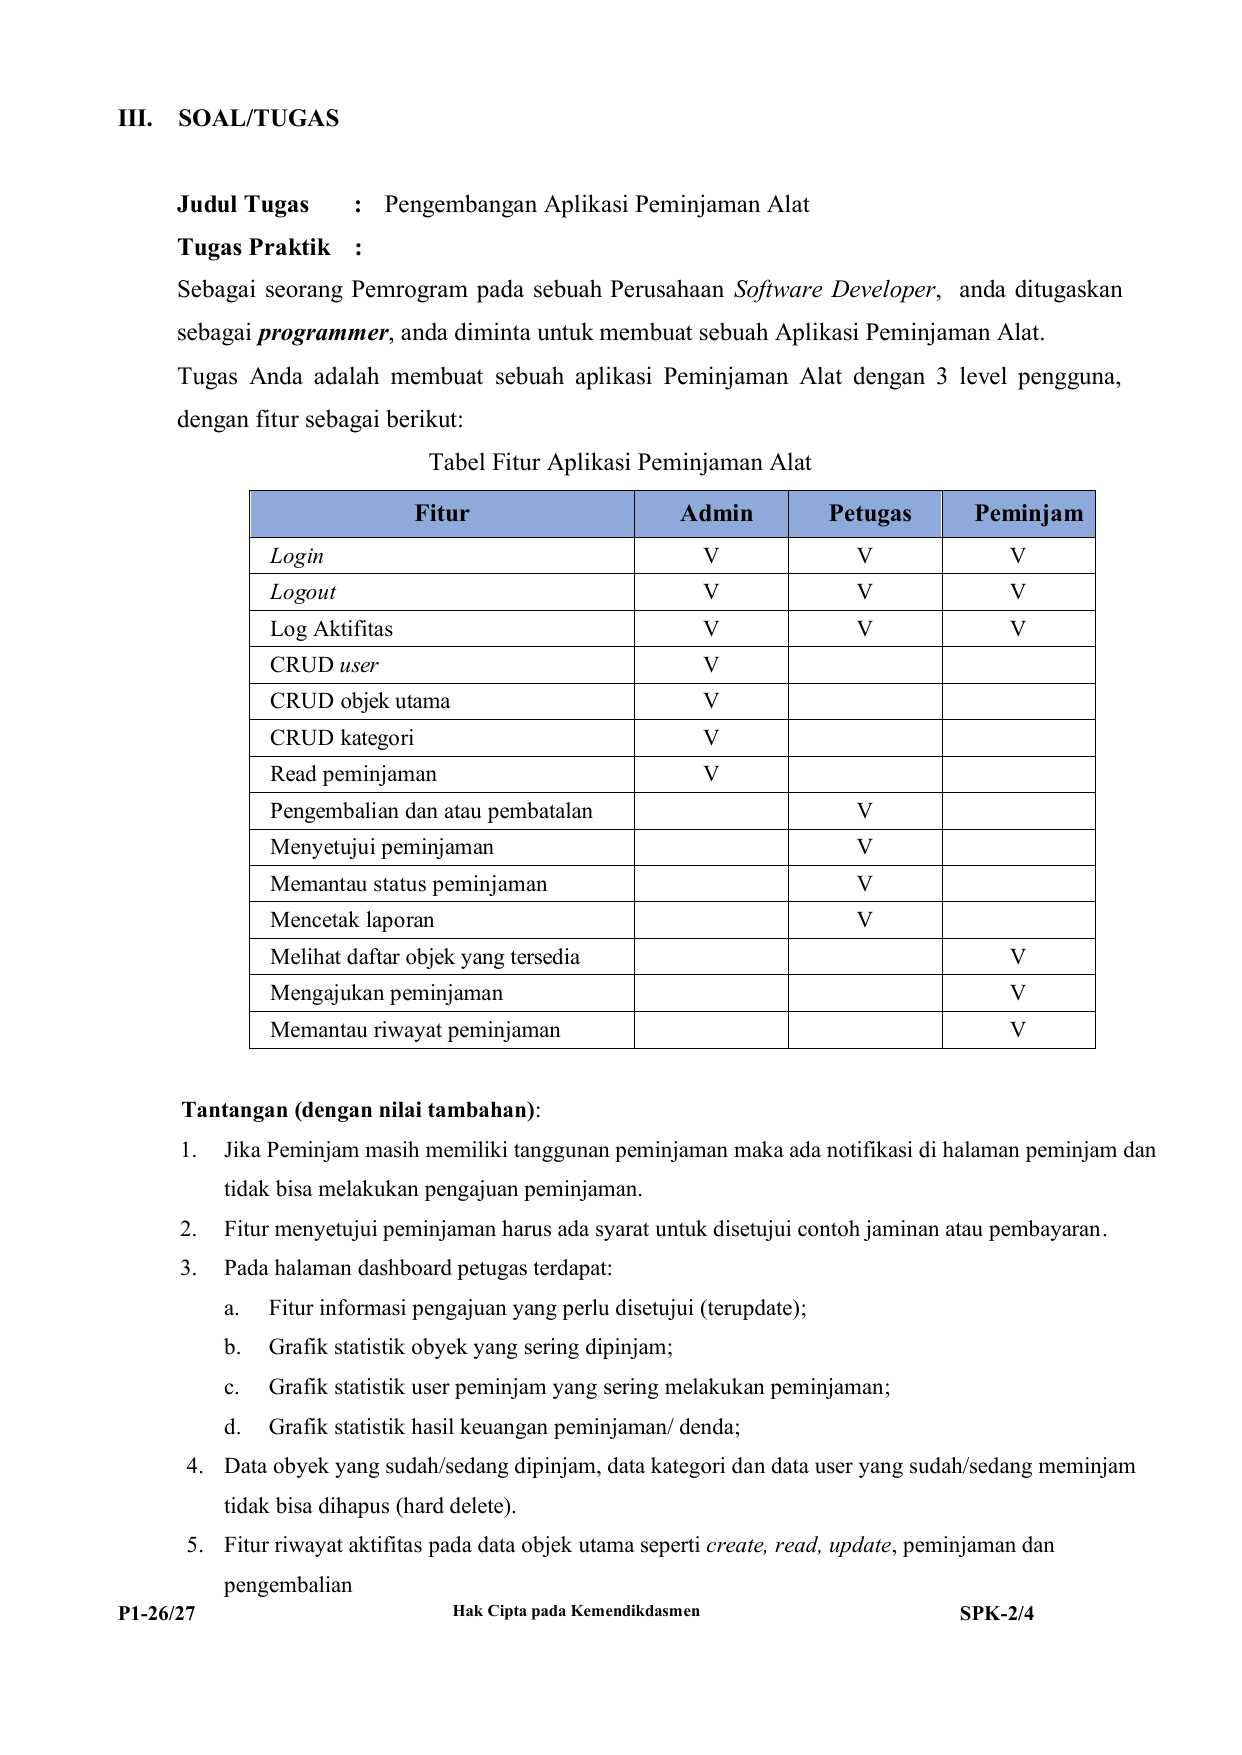 III. SOAL/TUGAS
Judul Tugas : Pengembangan Aplikasi Peminjaman Alat
Tugas Praktik :
Sebagai seorang Pemrogram pada sebuah Perusahaan Software Developer, anda ditugaskan
sebagai programmer, anda diminta untuk membuat sebuah Aplikasi Peminjaman Alat.
Tugas Anda adalah membuat sebuah aplikasi Peminjaman Alat dengan 3 level pengguna,
dengan fitur sebagai berikut:
Tabel Fitur Aplikasi Peminjaman Alat
Fitur Admin Petugas Peminjam
Login V V V
Logout V V V
Log Aktifitas V V V
CRUD user V
CRUD objek utama V
CRUD kategori V
Read peminjaman V
Pengembalian dan atau pembatalan V
Menyetujui peminjaman V
Memantau status peminjaman V
Mencetak laporan V
Melihat daftar objek yang tersedia V
Mengajukan peminjaman V
Memantau riwayat peminjaman V
Tantangan (dengan nilai tambahan):
1. Jika Peminjam masih memiliki tanggunan peminjaman maka ada notifikasi di halaman peminjam dan
tidak bisa melakukan pengajuan peminjaman.
2. Fitur menyetujui peminjaman harus ada syarat untuk disetujui contoh jaminan atau pembayaran.
3. Pada halaman dashboard petugas terdapat:
a. Fitur informasi pengajuan yang perlu disetujui (terupdate);
b. Grafik statistik obyek yang sering dipinjam;
c. Grafik statistik user peminjam yang sering melakukan peminjaman;
d. Grafik statistik hasil keuangan peminjaman/ denda;
4. Data obyek yang sudah/sedang dipinjam, data kategori dan data user yang sudah/sedang meminjam
tidak bisa dihapus (hard delete).
5. Fitur riwayat aktifitas pada data objek utama seperti create, read, update, peminjaman dan
pengembalian
P1-26/27 Hak Cipta pada Kemendikdasmen SPK-2/4